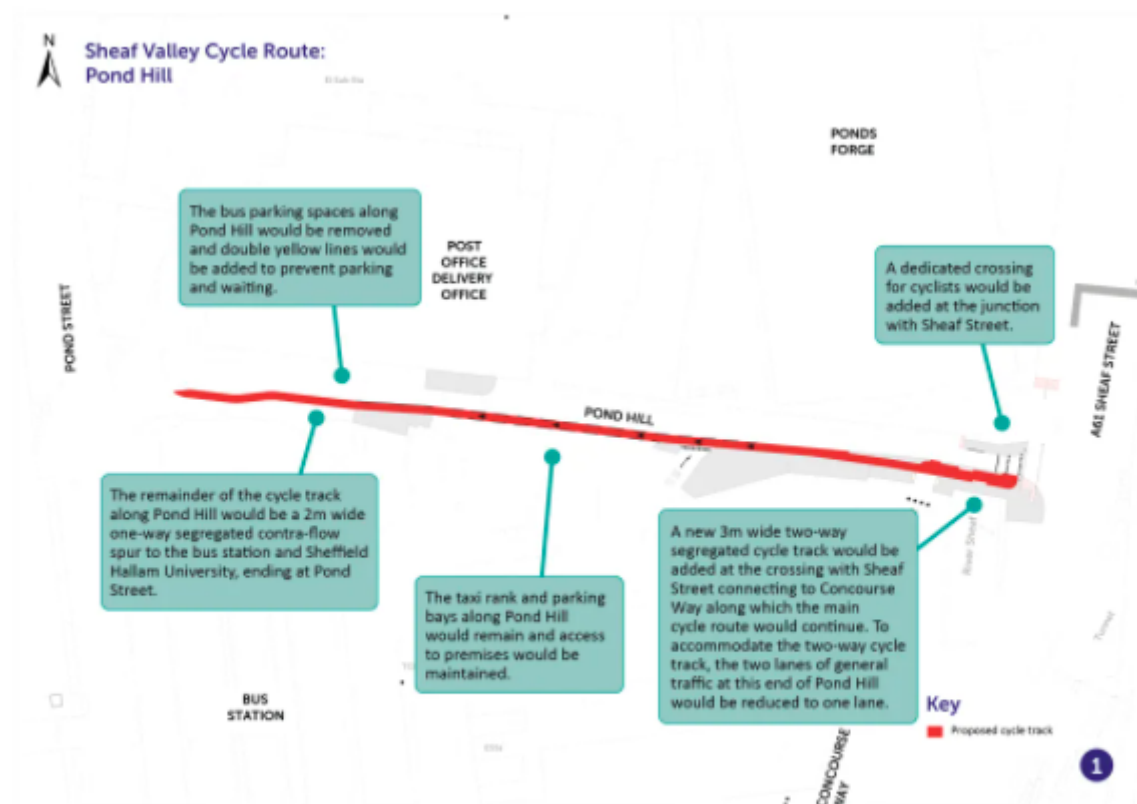 N
Sheaf Valley Cycle Route:
Pond Hill
El Sub Sta
PONDS
FORGE
The bus parking spaces along
Pond Hill would be removed
and double yellow lines would
be added to prevent parking
and waiting.
POST
OFFICE
DELIVERY
OFFICE
A dedicated crossing
for cyclists would be
added at the junction
with Sheaf Street.
POND STREET
A61 SHEAF STREET
POND HILL
The remainder of the cycle track
along Pond Hill would be a 2m wide
one-way segregated contra-flow
spur to the bus station and Sheffield
Hallam University, ending at Pond
Street.
The taxi rank and parking
bays along Pond Hill
would remain and access
to premises would be
maintained.
A new 3m wide two-way
segregated cycle track would be
added at the crossing with Sheaf
Street connecting to Concourse
Way along which the main
cycle route would continue. To
accommodate the two-way cycle
track, the two lanes of general
traffic at this end of Pond Hill
would be reduced to one lane.
River Sheaf
Tunnel
BUS
STATION
CONCOURSE
WAY
Key
Proposed cycle track
1